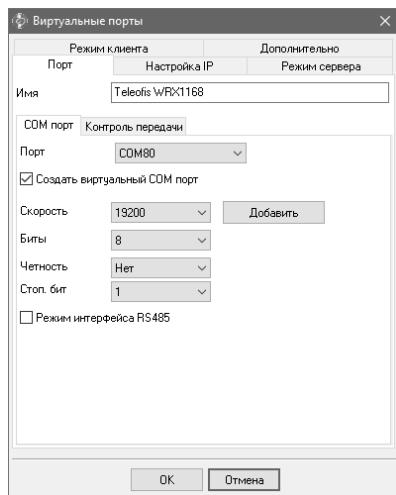 Виртуальные порты
Режим клиента Дополнительно
Порт Настройка IP Режим сервера
Имя Teleofis WRX1168
COM порт Контроль передачи
Порт COM80
Создать виртуальный COM порт
Скорость 19200 Добавить
Биты 8
Четность Нет
Стоп. бит 1
Режим интерфейса RS485
OK Отмена